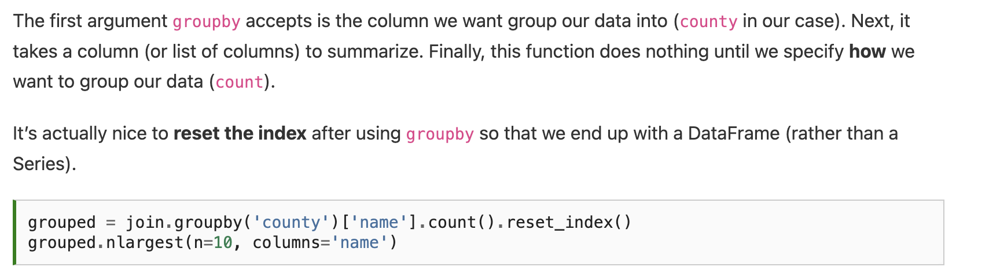 The first argument groupby accepts is the column we want group our data into (county in our case). Next, it
takes a column (or list of columns) to summarize. Finally, this function does nothing until we specify how we
want to group our data (count).
It’s actually nice to reset the index after using groupby so that we end up with a DataFrame (rather than a
Series).
grouped = join.groupby('county')['name'].count().reset_index()
grouped.nlargest(n=10, columns='name')